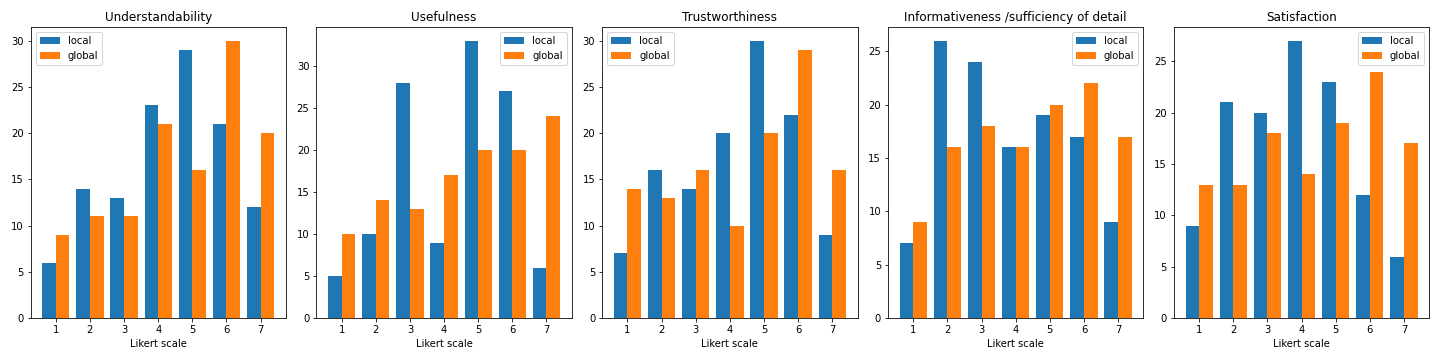 Understandability
local
global
30
25
20
15
10
5
0
1 2 3 4 5 6 7
Likert scale
Usefulness
local
global
30
25
20
15
10
5
0
1 2 3 4 5 6 7
Likert scale
Trustworthiness
local
global
30
25
20
15
10
5
0
1 2 3 4 5 6 7
Likert scale
Informativeness /sufficiency of detail
local
global
25
20
15
10
5
0
1 2 3 4 5 6 7
Likert scale
Satisfaction
local
global
25
20
15
10
5
0
1 2 3 4 5 6 7
Likert scale